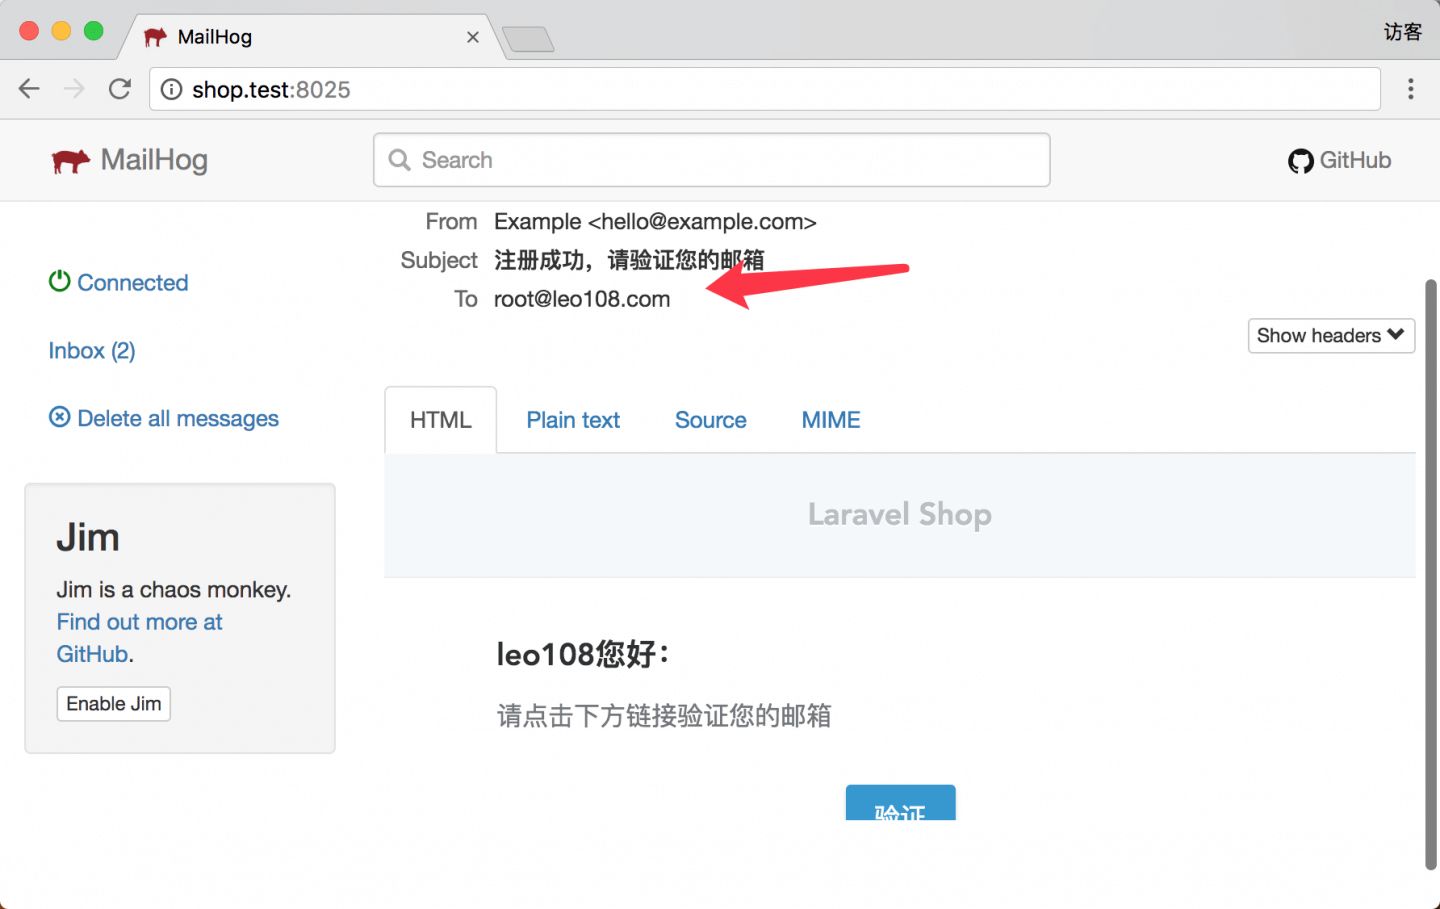 MailHog
访客
shop.test:8025
MailHog
Search
GitHub
From Example <hello@example.com>
Subject 注册成功，请验证您的邮箱
To root@leo108.com
Connected
Inbox (2)
Delete all messages
Show headers
HTML Plain text Source MIME
Jim
Jim is a chaos monkey.
Find out more at
GitHub.
Enable Jim
Laravel Shop
leo108您好：
请点击下方链接验证您的邮箱
验证